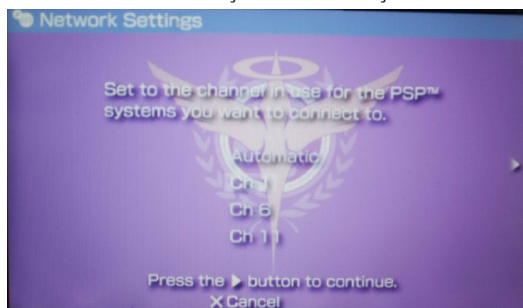 Network Settings
Set to the channel in use for the PSP™
systems you want to connect to.
Automatic
Ch 1
Ch 6
Ch 11
Press the ▶ button to continue.
✕ Cancel